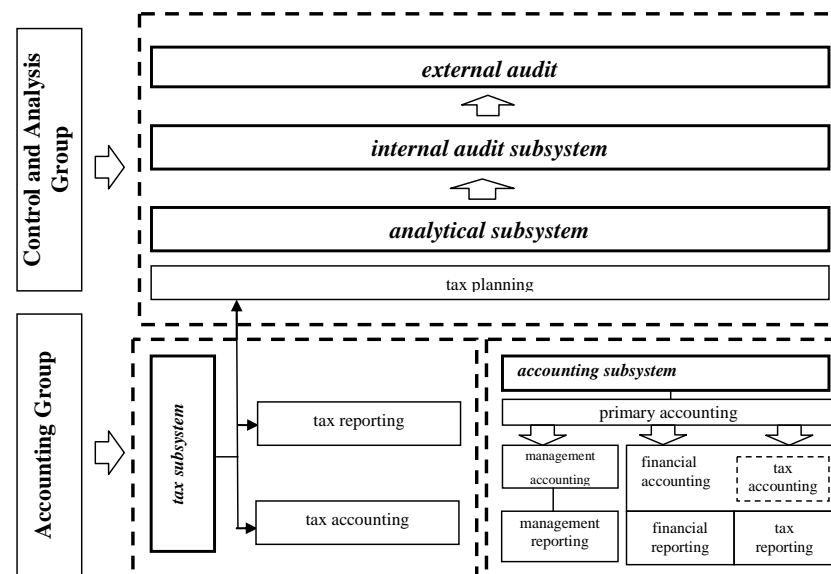 Control and Analysis
Group
external audit
internal audit subsystem
analytical subsystem
tax planning
Accounting Group
tax subsystem
tax reporting
tax accounting
accounting subsystem
primary accounting
management
accounting
financial
accounting
tax
accounting
management
reporting
financial
reporting
tax
reporting